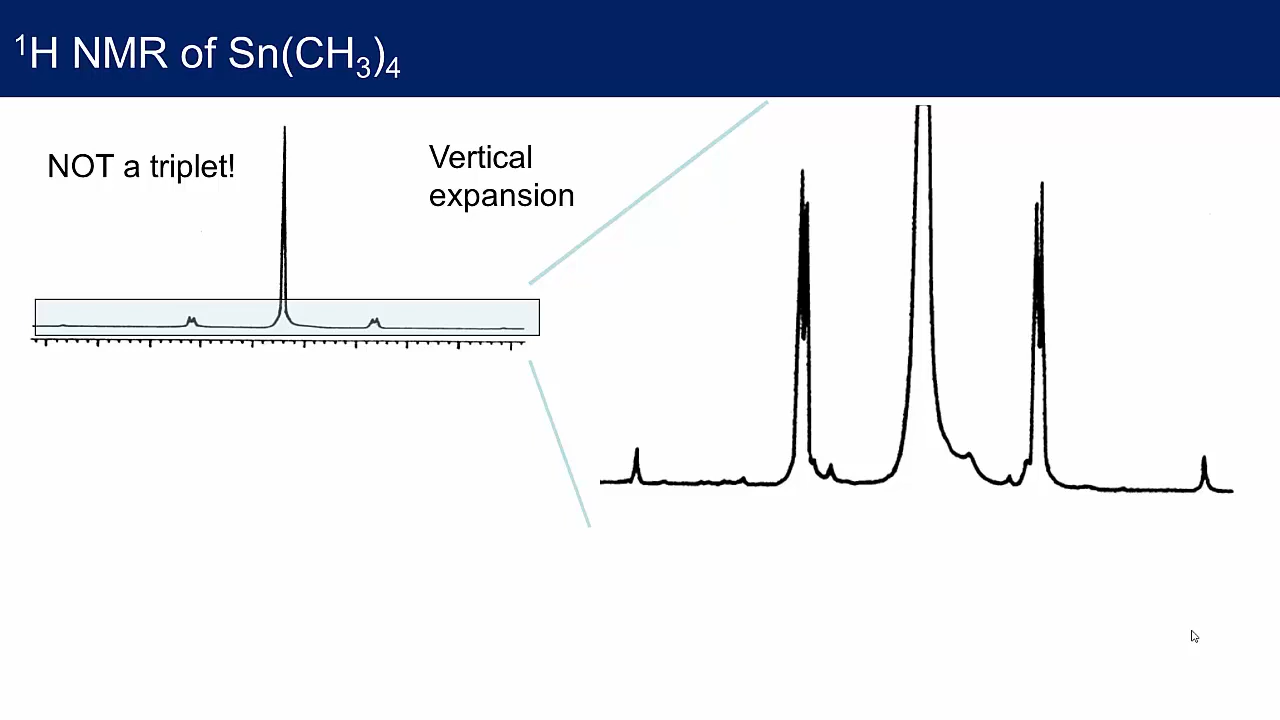 ¹H NMR of Sn(CH₃)₄
NOT a triplet!
Vertical
expansion